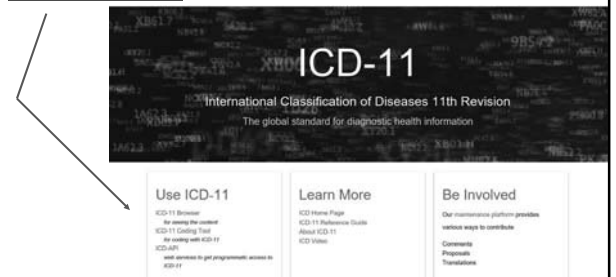 ICD-11
International Classification of Diseases 11th Revision
The global standard for diagnostic health information
Use ICD-11
ICD-11 Browser
for seeing the content
ICD-11 Coding Tool
for coding with ICD-11
ICD-API
web services to get programmatic access to
ICD-11
Learn More
ICD Home Page
ICD-11 Reference Guide
About ICD-11
ICD Video
Be Involved
Our maintenance platform provides
various ways to contribute
Comments
Proposals
Translations